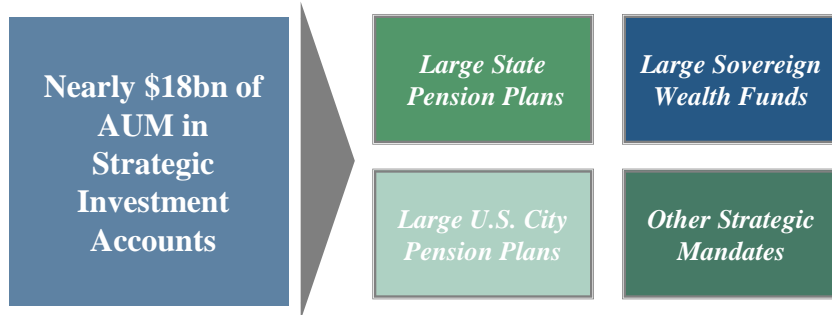 Nearly $18bn of
AUM in
Strategic
Investment
Accounts
Large State
Pension Plans
Large Sovereign
Wealth Funds
Large U.S. City
Pension Plans
Other Strategic
Mandates